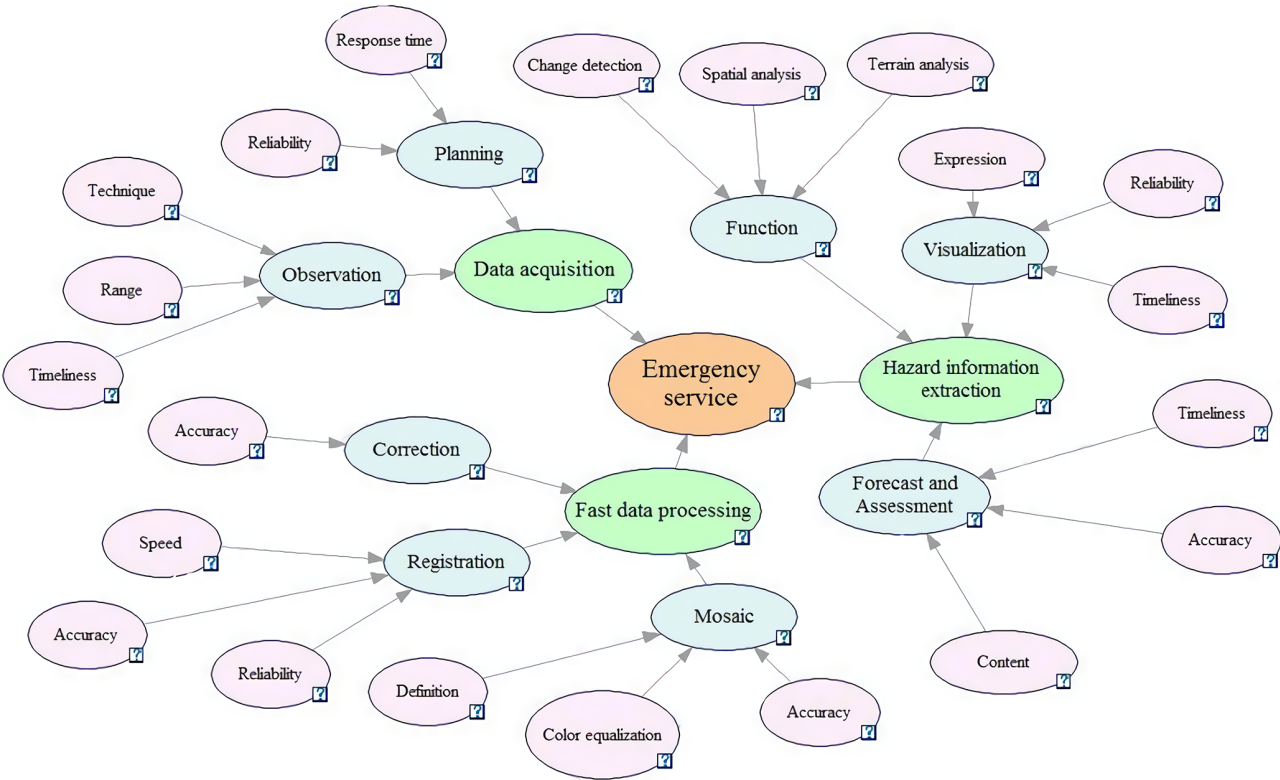 Response time
?
Change detection
?
Spatial analysis
?
Terrain analysis
?
Reliability
?
Planning
?
Expression
?
Reliability
?
Technique
?
Function
?
Visualization
?
Observation
?
Data acquisition
?
Range
?
Timeliness
?
Timeliness
?
Emergency
service
?
Hazard information
extraction
?
Accuracy
?
Correction
?
Timeliness
?
Fast data processing
?
Forecast and
Assessment
?
Speed
?
Registration
?
Accuracy
?
Accuracy
?
Mosaic
?
Reliability
?
Definition
?
Color equalization
?
Accuracy
?
Content
?